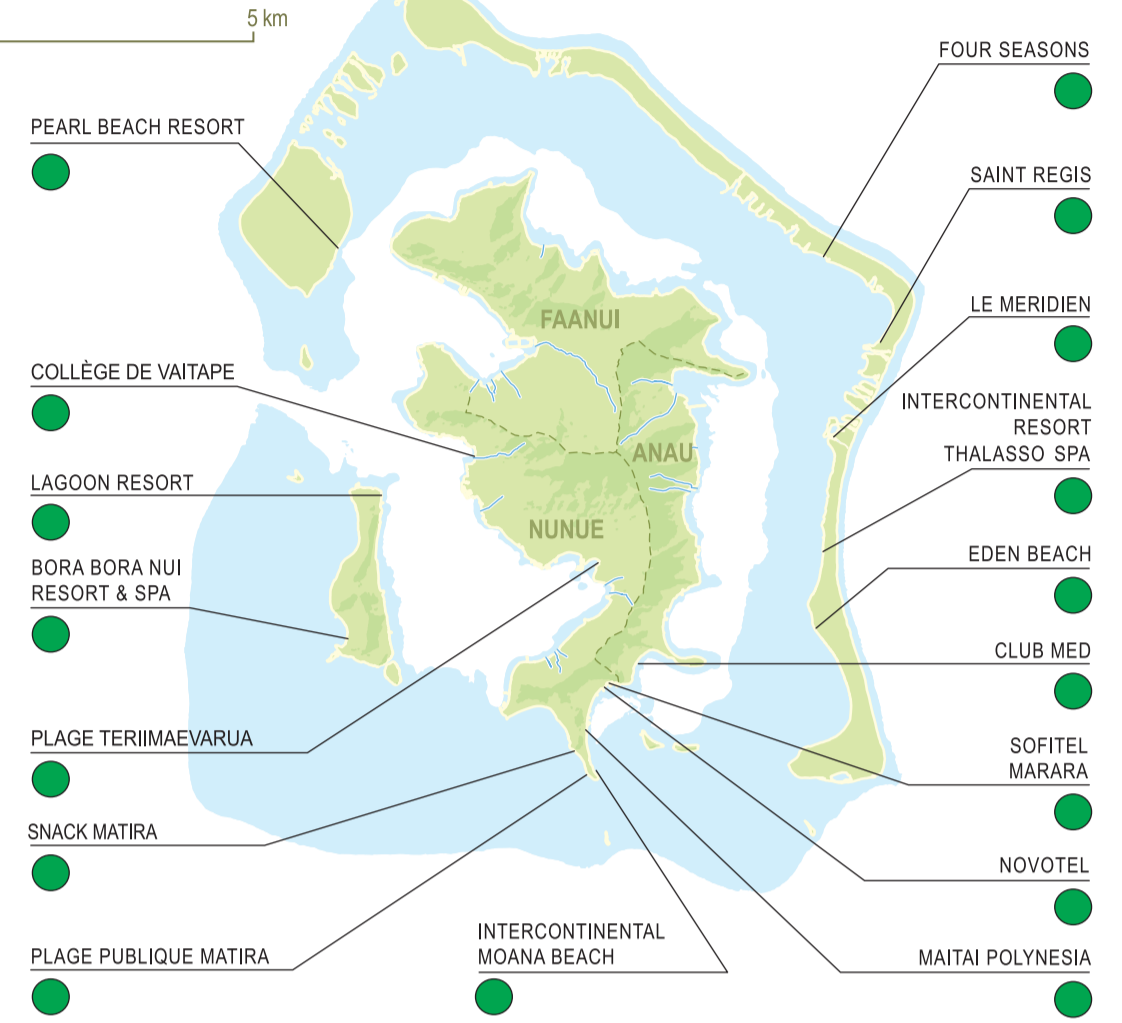 5 km
FOUR SEASONS
PEARL BEACH RESORT
SAINT REGIS
LE MERIDIEN
FAANUI
COLLÈGE DE VAITAPE
INTERCONTINENTAL
RESORT
THALASSO SPA
ANAU
LAGOON RESORT
NUNUE
EDEN BEACH
BORA BORA NUI
RESORT & SPA
CLUB MED
PLAGE TERIIMAEVARUA
SOFITEL
MARARA
SNACK MATIRA
NOVOTEL
PLAGE PUBLIQUE MATIRA
INTERCONTINENTAL
MOANA BEACH
MAITAI POLYNESIA